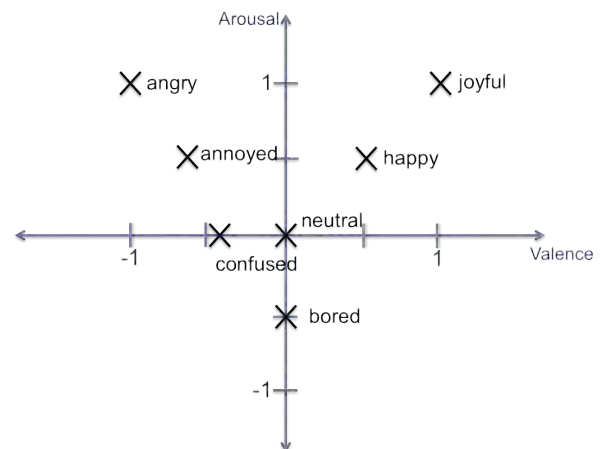 Arousal
angry
1
joyful
annoyed
happy
neutral
-1
confused
1
Valence
bored
-1